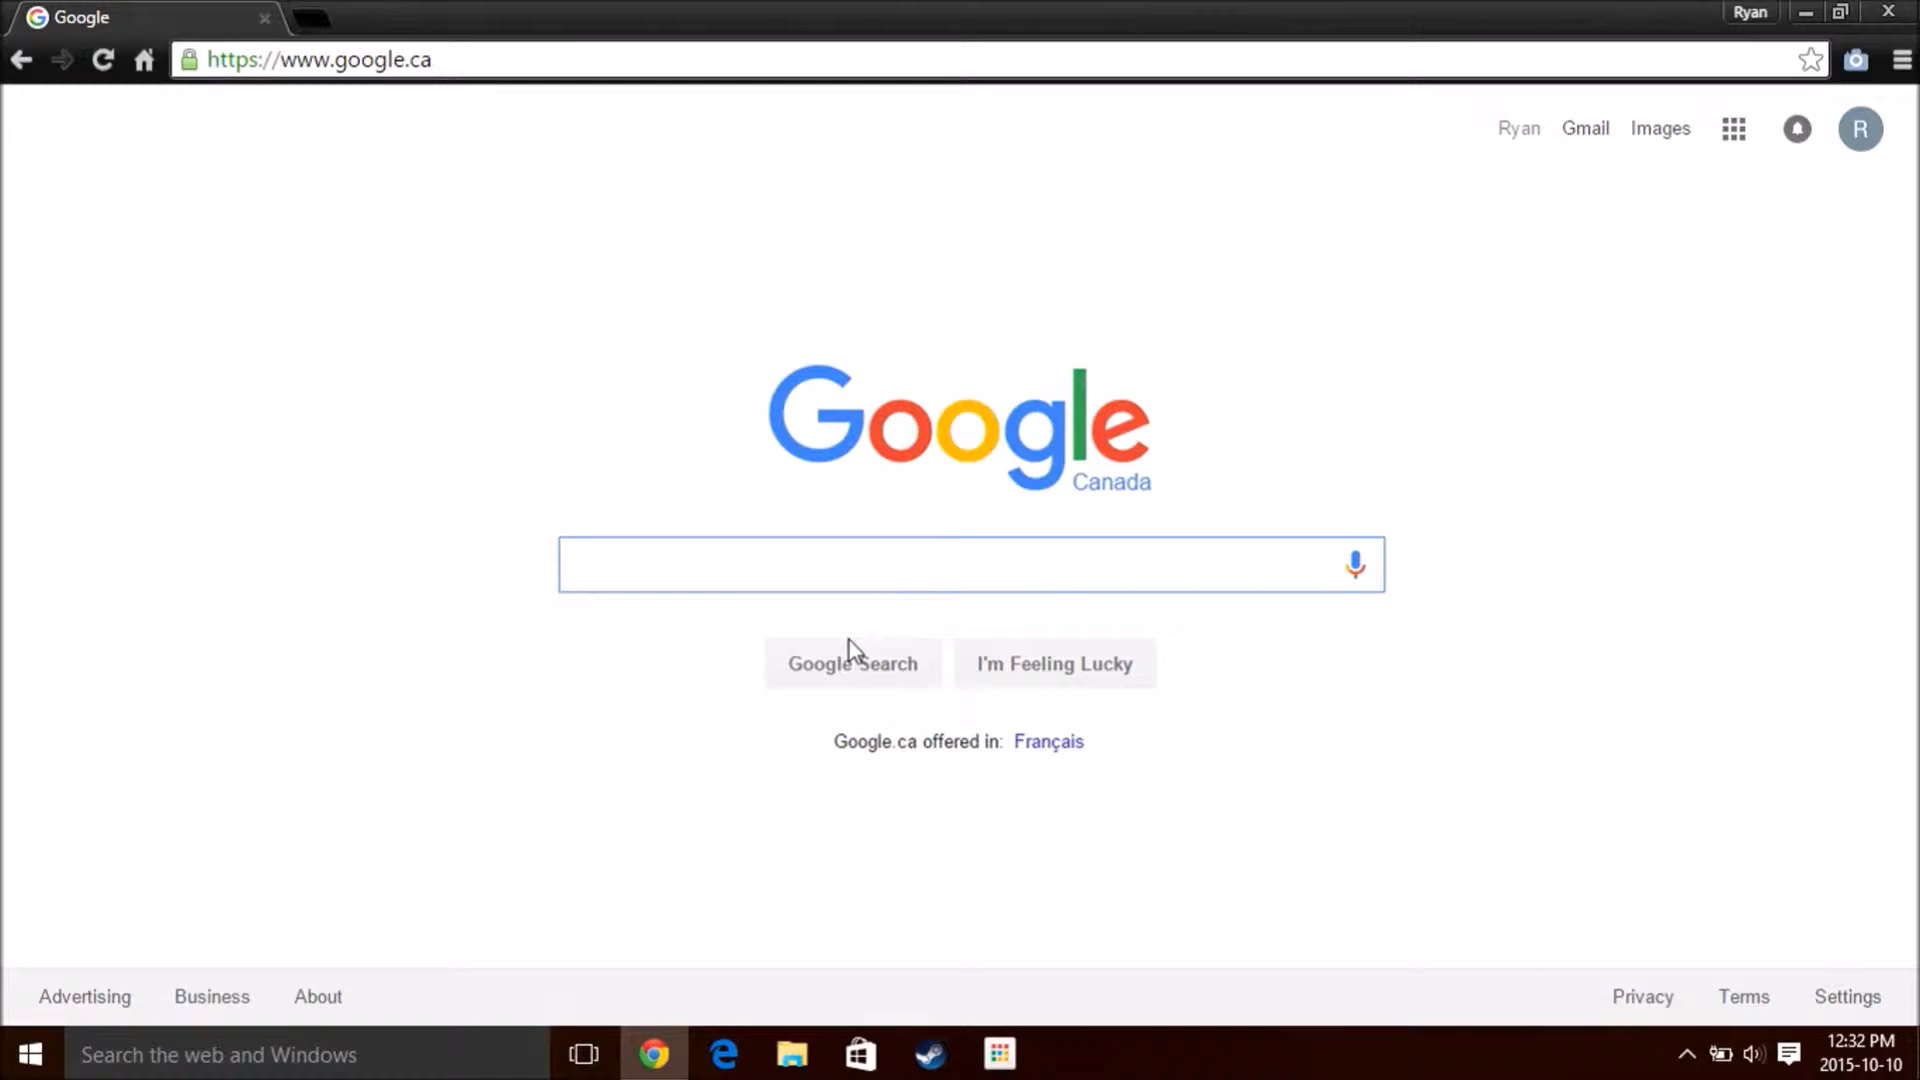 Google
Ryan
https://www.google.ca
Ryan Gmail Images R
Google
Canada
Google Search I'm Feeling Lucky
Google.ca offered in: Français
Advertising Business About Privacy Terms Settings
Search the web and Windows
12:32 PM
2015-10-10